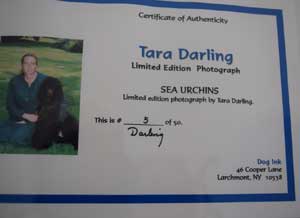 Certificate of Authenticity
Tara Darling
Limited Edition Photograph
SEA URCHINS
Limited edition photograph by Tara Darling.
This is # 5 of 50.
Darling
Dog Ink
46 Cooper Lane
Larchmont, NY 10538